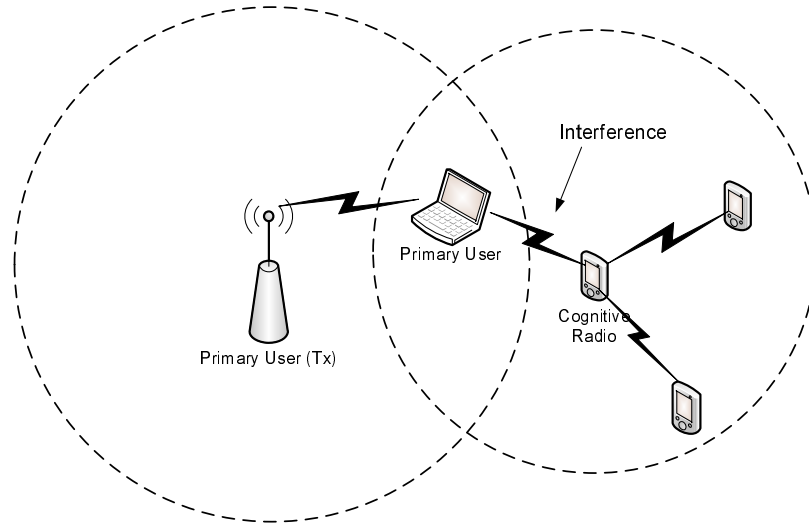 Interference
Primary User
Cognitive
Radio
Primary User (Tx)